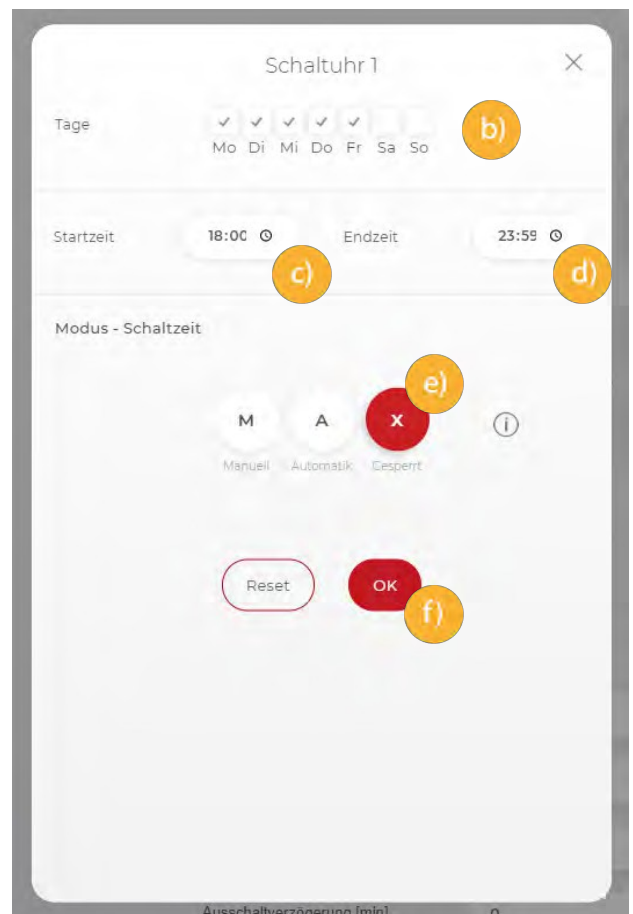 Schaltuhr 1
Tage
b)
Mo Di Mi Do Fr Sa So
Startzeit 18:00 Endzeit 23:59
c) d)
Modus - Schaltzeit
e)
M A X
Manuell Automatik Gesperrt
Reset OK
f)
Ausschaltverzögerung [min]